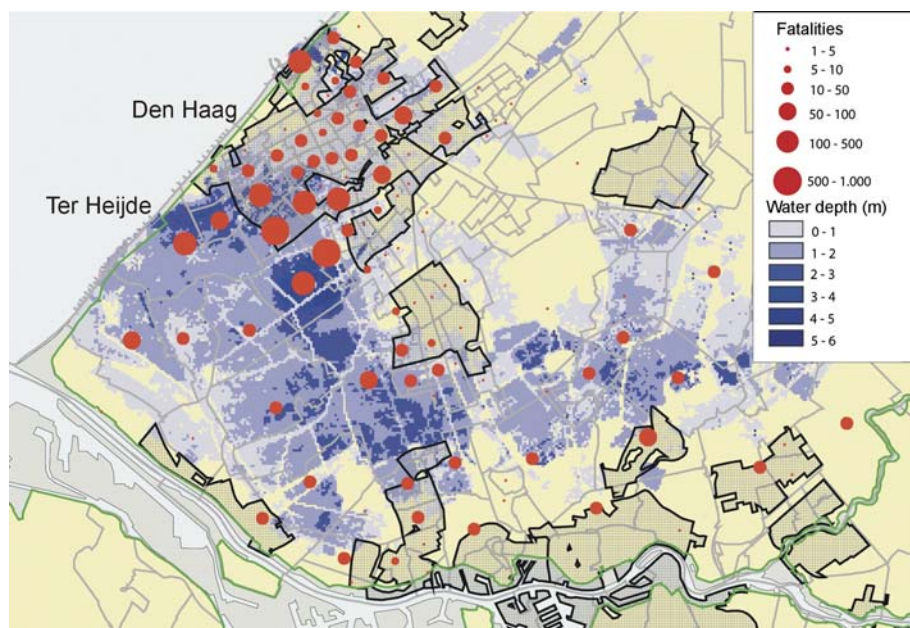 Den Haag
Ter Heijde
Fatalities
1 - 5
5 - 10
10 - 50
50 - 100
100 - 500
500 - 1.000
Water depth (m)
0 - 1
1 - 2
2 - 3
3 - 4
4 - 5
5 - 6